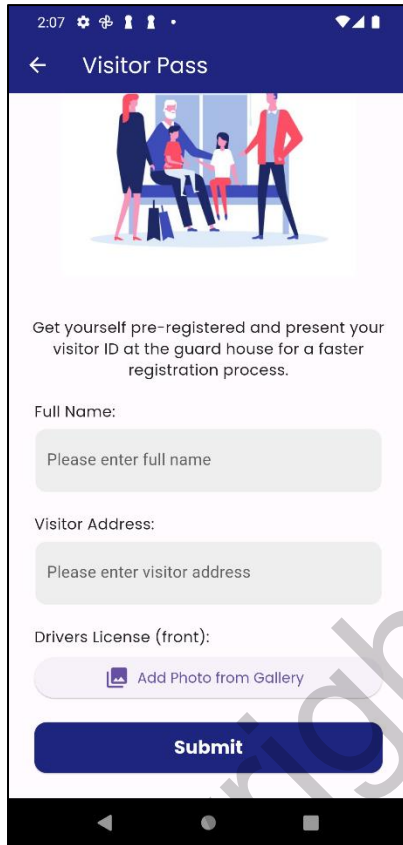 2:07
Visitor Pass
Get yourself pre-registered and present your
visitor ID at the guard house for a faster
registration process.
Full Name:
Please enter full name
Visitor Address:
Please enter visitor address
Drivers License (front):
Add Photo from Gallery
Submit